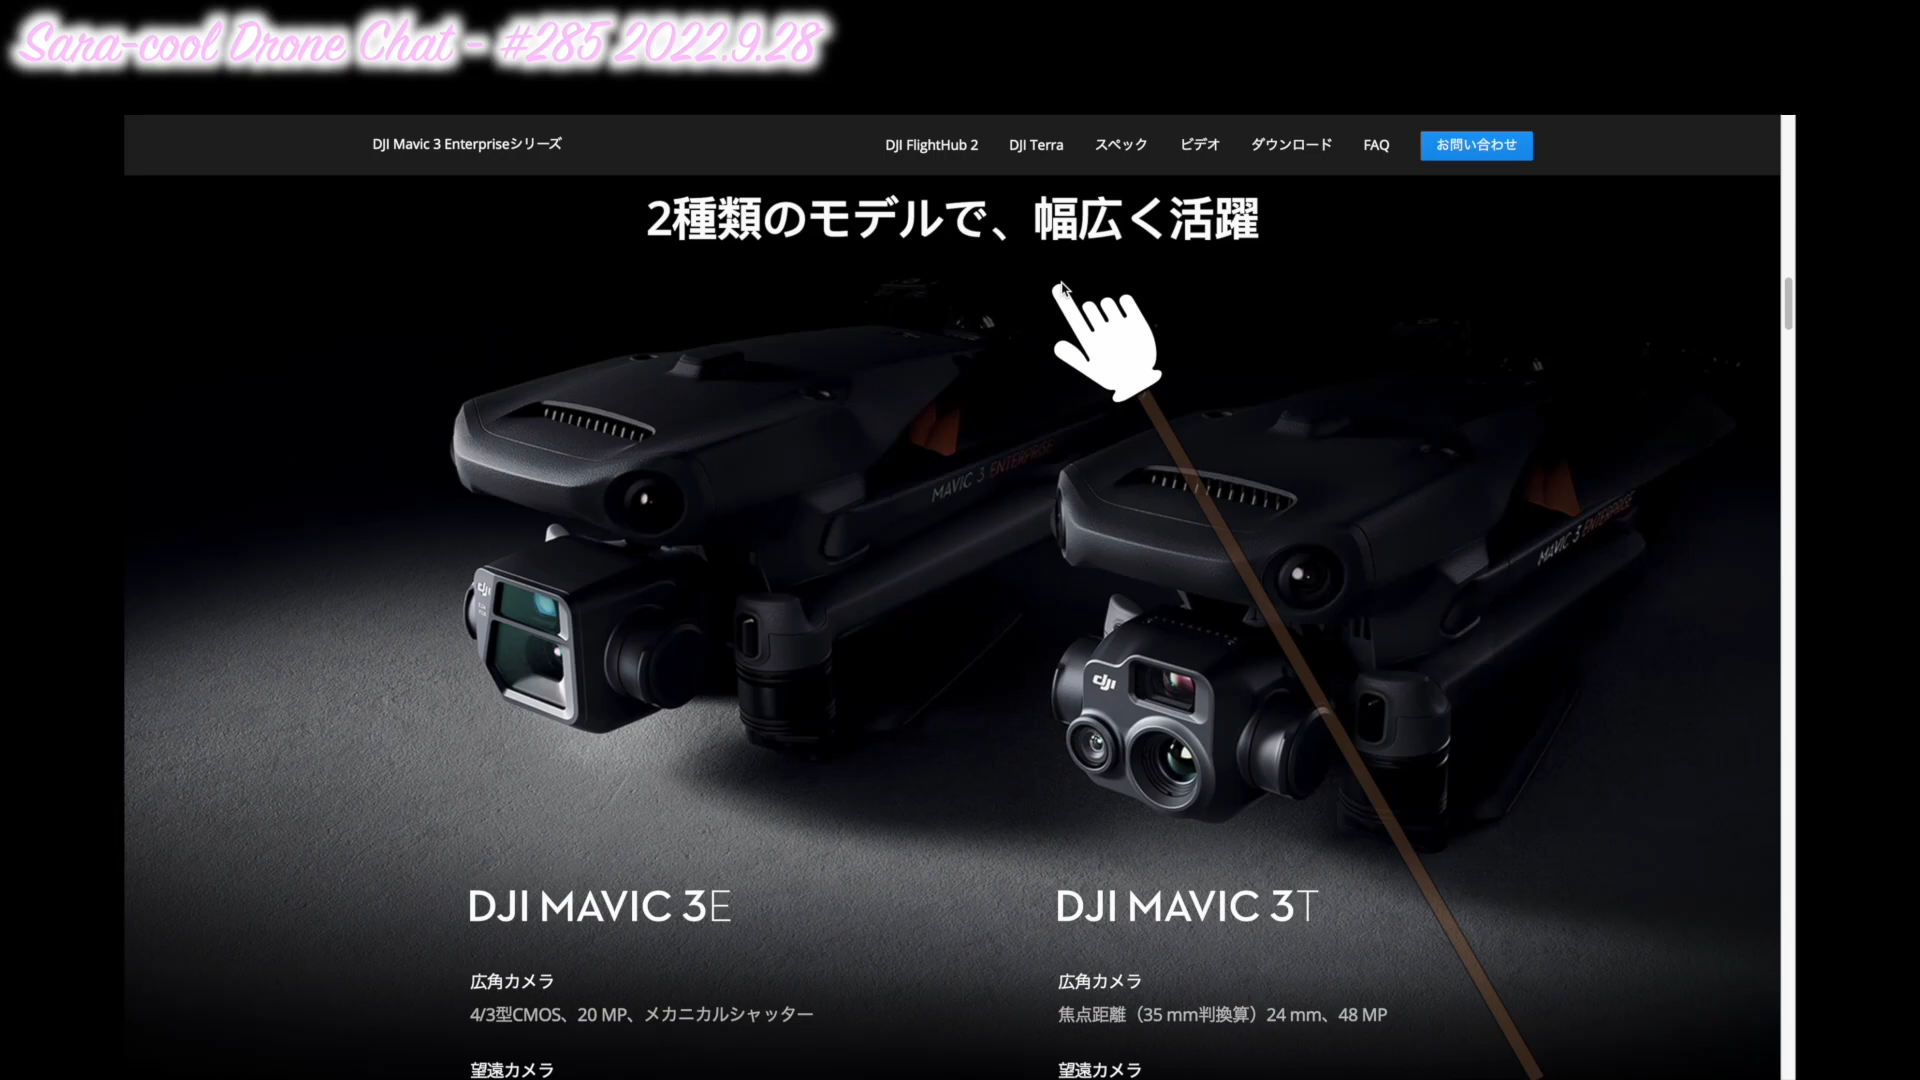 Sara-cool Drone Chat - #285 2022.9.28
DJI Mavic 3 Enterpriseシリーズ
DJI FlightHub 2
DJI Terra
スペック
ビデオ
ダウンロード
FAQ
お問い合わせ
2種類のモデルで、幅広く活躍
MAVIC 3 ENTERPRISE
MAVIC 3 ENTERPRISE
dji
dji
DJI MAVIC 3E
DJI MAVIC 3T
広角カメラ
4/3型CMOS、20 MP、メカニカルシャッター
望遠カメラ
広角カメラ
焦点距離（35 mm判換算）24 mm、48 MP
望遠カメラ